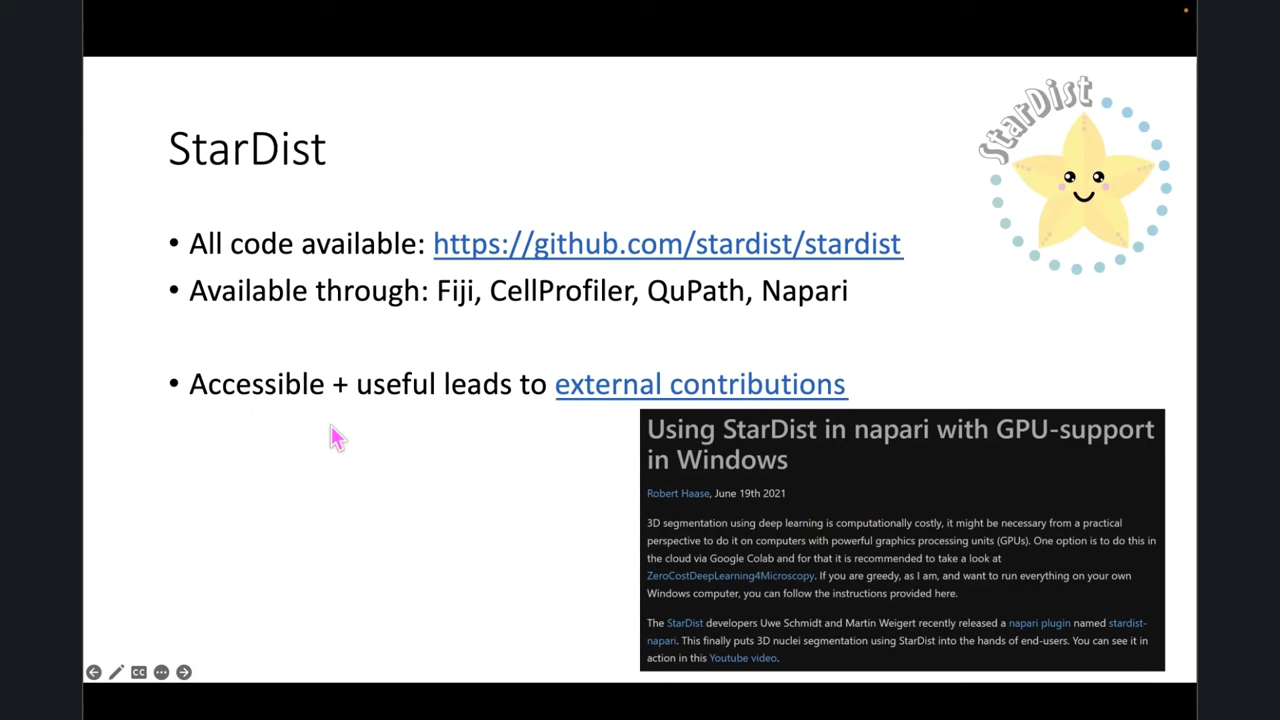 StarDist
StarDist
• All code available: https://github.com/stardist/stardist
• Available through: Fiji, CellProfiler, QuPath, Napari
• Accessible + useful leads to external contributions
Using StarDist in napari with GPU-support
in Windows
Robert Haase, June 19th 2021
3D segmentation using deep learning is computationally costly, it might be necessary from a practical
perspective to do it on computers with powerful graphics processing units (GPUs). One option is to do this in
the cloud via Google Colab and for that it is recommended to take a look at
ZeroCostDeepLearning4Microscopy. If you are greedy, as I am, and want to run everything on your own
Windows computer, you can follow the instructions provided here.
The StarDist developers Uwe Schmidt and Martin Weigert recently released a napari plugin named stardist-
napari. This finally puts 3D nuclei segmentation using StarDist into the hands of end-users. You can see it in
action in this Youtube video.
CC